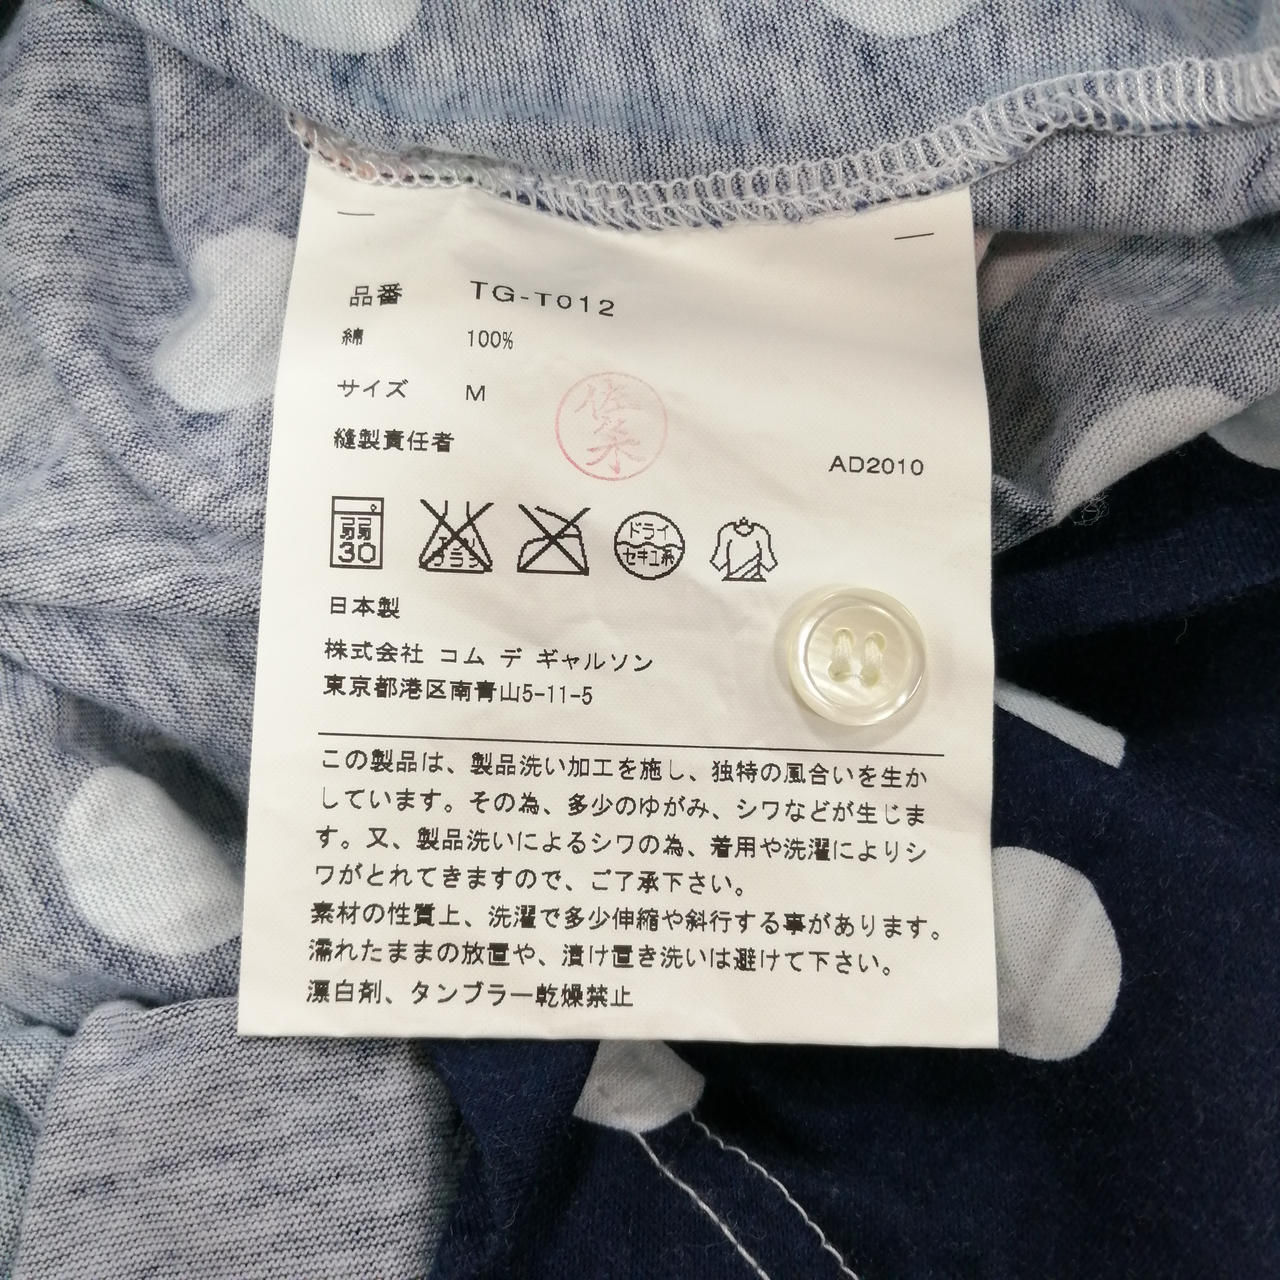 品番 TG-T012
綿 100%
サイズ M
縫製責任者 佐々木
AD2010
弱 30
エンソ サラシ
ドライ セキユ系
日本製
株式会社 コム デ ギャルソン
東京都港区南青山5-11-5
この製品は、製品洗い加工を施し、独特の風合いを生か
しています。その為、多少のゆがみ、シワなどが生じま
す。又、製品洗いによるシワの為、着用や洗濯によりシ
ワがとれてきますので、ご了承下さい。
素材の性質上、洗濯で多少伸縮や斜行する事があります。
濡れたままの放置や、漬け置き洗いは避けて下さい。
漂白剤、タンブラー乾燥禁止